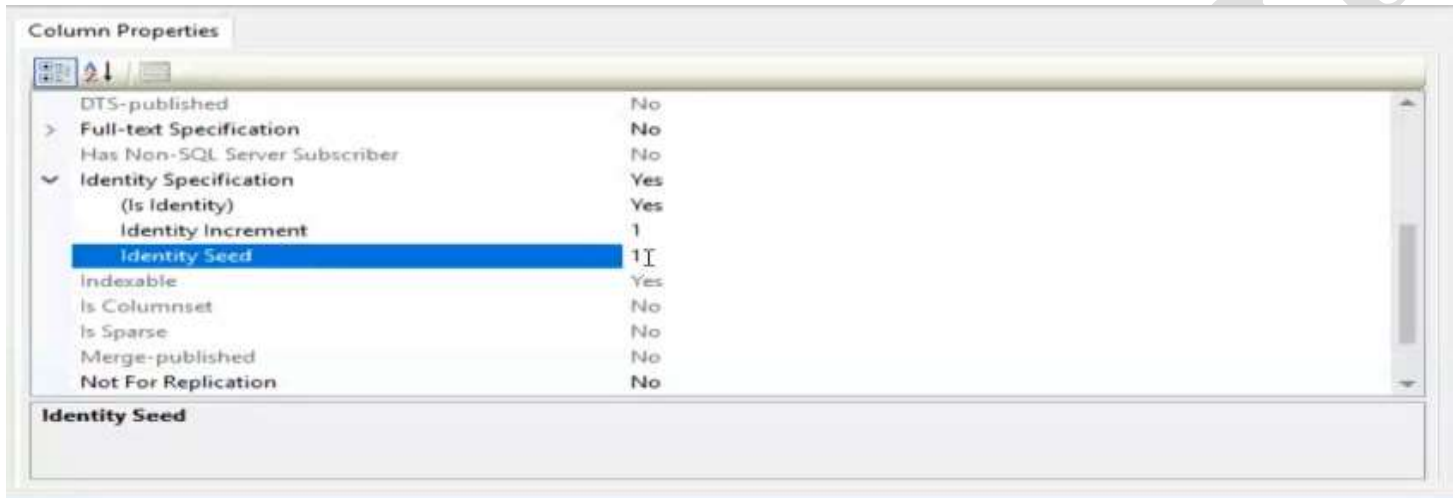 Column Properties
DTS-published No
Full-text Specification No
Has Non-SQL Server Subscriber No
Identity Specification Yes
(Is Identity) Yes
Identity Increment 1
Identity Seed 1
Indexable Yes
Is Columnset No
Is Sparse No
Merge-published No
Not For Replication No
Identity Seed